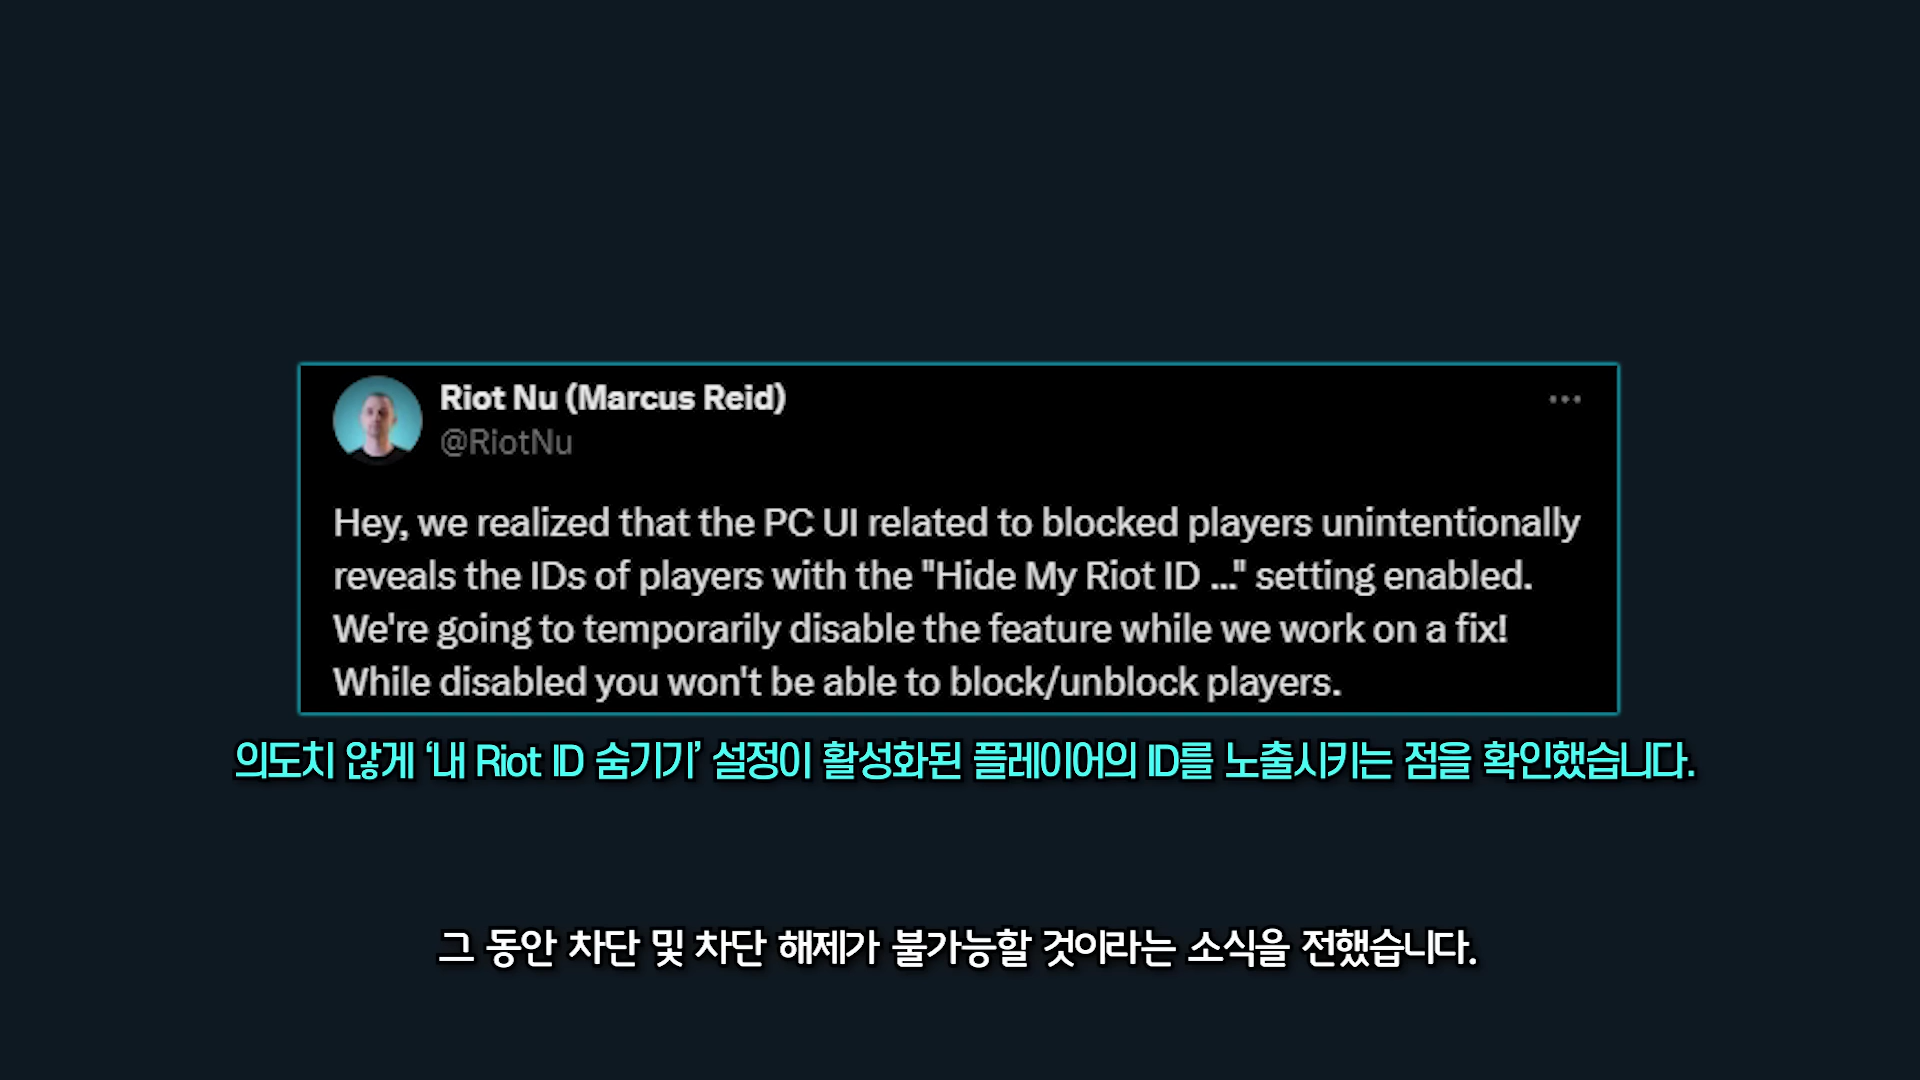 Riot Nu (Marcus Reid)
@RiotNu
Hey, we realized that the PC UI related to blocked players unintentionally
reveals the IDs of players with the "Hide My Riot ID ..." setting enabled.
We're going to temporarily disable the feature while we work on a fix!
While disabled you won't be able to block/unblock players.
의도치 않게 ‘내 Riot ID 숨기기’ 설정이 활성화된 플레이어의 ID를 노출시키는 점을 확인했습니다.
그 동안 차단 및 차단 해제가 불가능할 것이라는 소식을 전했습니다.